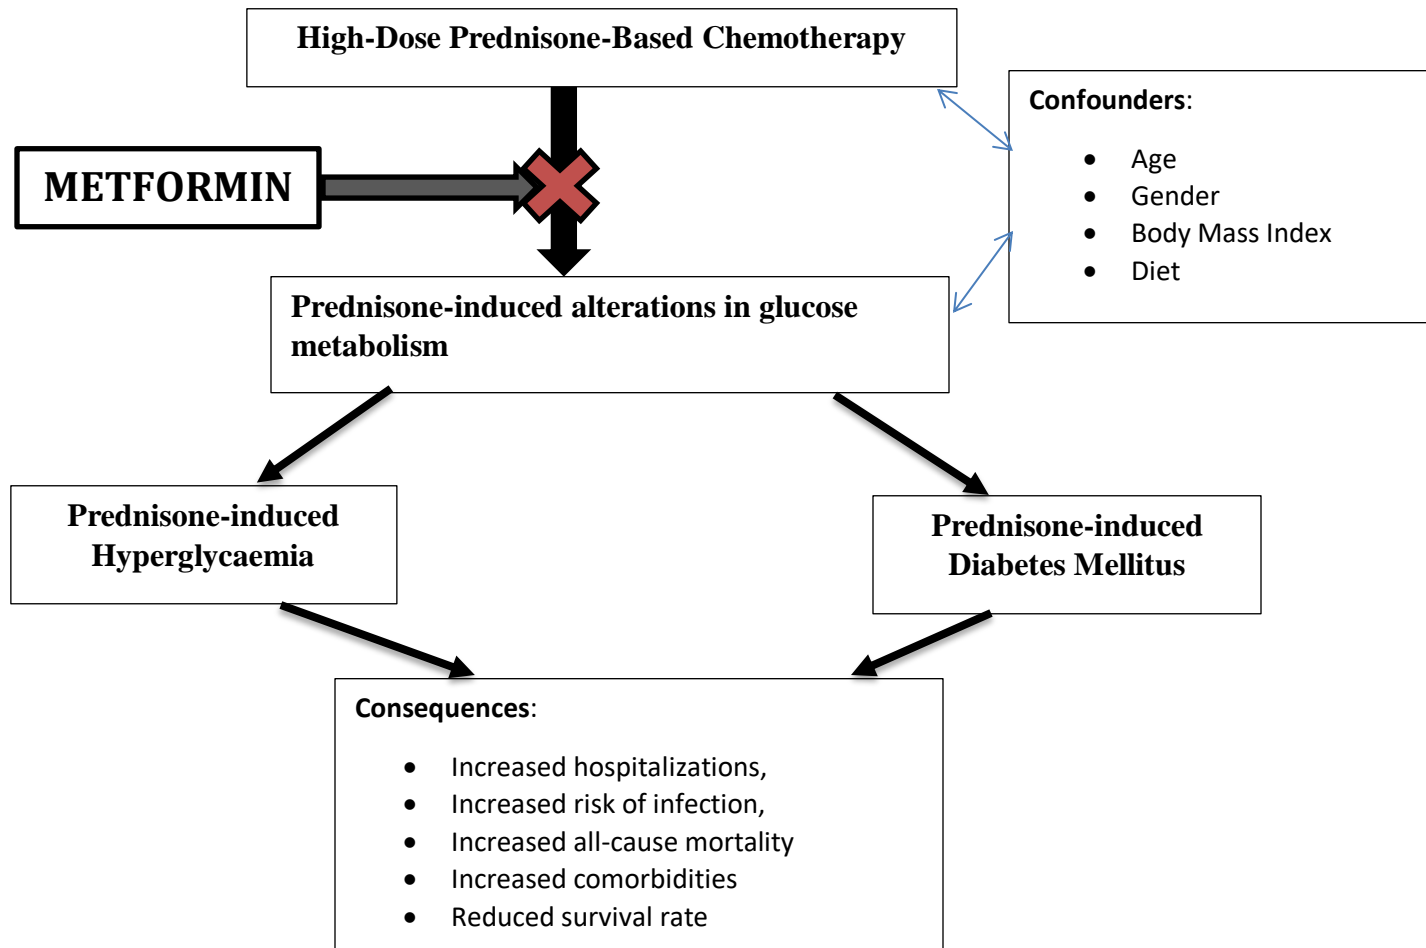 High-Dose Prednisone-Based Chemotherapy
Confounders:
• Age
• Gender
• Body Mass Index
• Diet
METFORMIN
Prednisone-induced alterations in glucose
metabolism
Prednisone-induced
Hyperglycaemia
Prednisone-induced
Diabetes Mellitus
Consequences:
• Increased hospitalizations,
• Increased risk of infection,
• Increased all-cause mortality
• Increased comorbidities
• Reduced survival rate